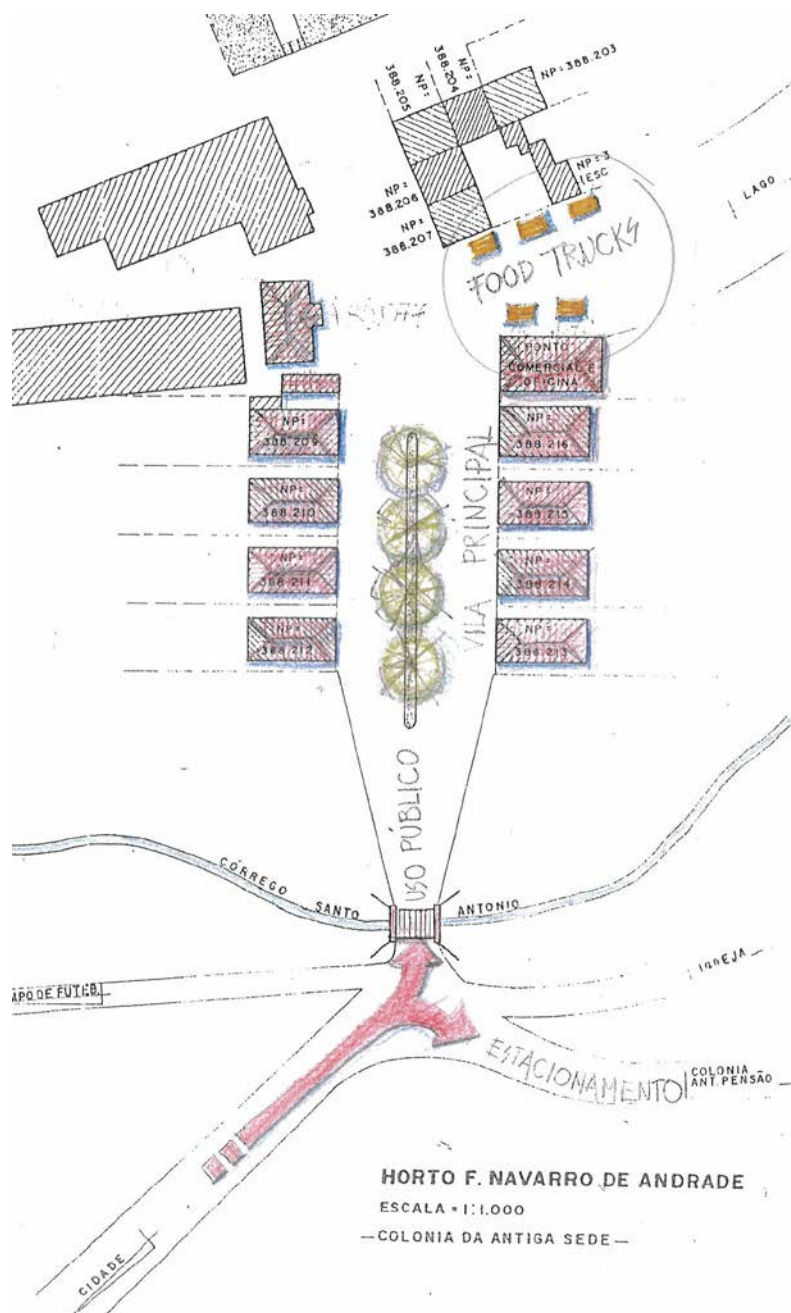 NP=
388.205
NP=
388.204
NP=388.203
NP=
388.206
NP=
388.207
NP=3
(ESC
LAGO
FOOD TRUCKS
PONTO
COMERCIAL E
OFICINA
NP=
388.209
NP=
388.216
NP=
388.210
NP=
388.215
NP=
388.211
NP=
388.214
NP=
388.212
NP=
388.213
VILA PRINCIPAL
USO PÚBLICO
CÓRREGO
SANTO
ANTONIO
IGREJA
APO DE FUTEB.
ESTACIONAMENTO
COLONIA
ANT. PENSÃO
CIDADE
HORTO F. NAVARRO DE ANDRADE
ESCALA = 1:1.000
—COLONIA DA ANTIGA SEDE—